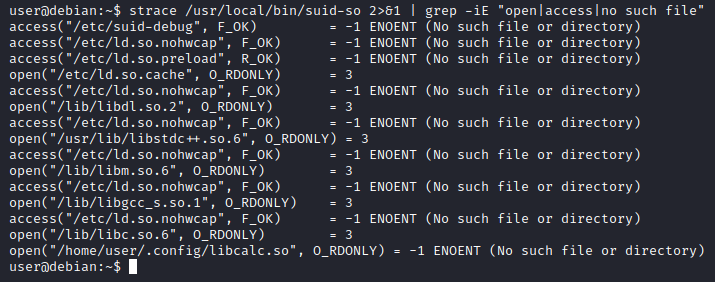 user@debian:~$ strace /usr/local/bin/suid-so 2>&1 | grep -iE "open|access|no such file"
access("/etc/suid-debug", F_OK)         = -1 ENOENT (No such file or directory)
access("/etc/ld.so.nohwcap", F_OK)      = -1 ENOENT (No such file or directory)
access("/etc/ld.so.preload", R_OK)      = -1 ENOENT (No such file or directory)
open("/etc/ld.so.cache", O_RDONLY)      = 3
access("/etc/ld.so.nohwcap", F_OK)      = -1 ENOENT (No such file or directory)
open("/lib/libdl.so.2", O_RDONLY)       = 3
access("/etc/ld.so.nohwcap", F_OK)      = -1 ENOENT (No such file or directory)
open("/usr/lib/libstdc++.so.6", O_RDONLY) = 3
access("/etc/ld.so.nohwcap", F_OK)      = -1 ENOENT (No such file or directory)
open("/lib/libm.so.6", O_RDONLY)        = 3
access("/etc/ld.so.nohwcap", F_OK)      = -1 ENOENT (No such file or directory)
open("/lib/libgcc_s.so.1", O_RDONLY)    = 3
access("/etc/ld.so.nohwcap", F_OK)      = -1 ENOENT (No such file or directory)
open("/lib/libc.so.6", O_RDONLY)        = 3
open("/home/user/.config/libcalc.so", O_RDONLY) = -1 ENOENT (No such file or directory)
user@debian:~$